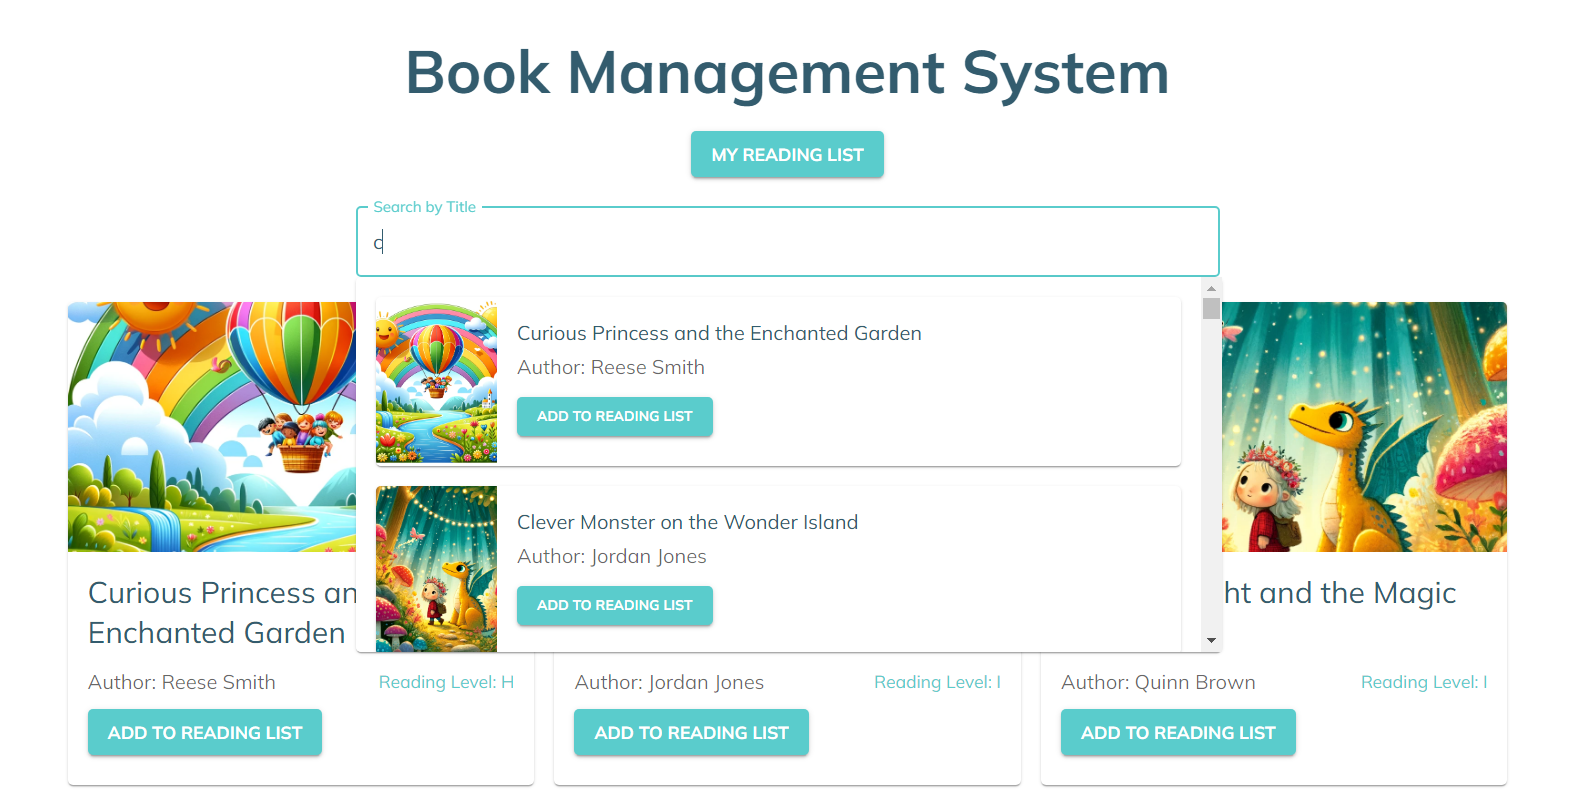 Book Management System
MY READING LIST
Search by Title
c
Curious Princess and the Enchanted Garden
Author: Reese Smith
ADD TO READING LIST
Clever Monster on the Wonder Island
Author: Jordan Jones
ADD TO READING LIST
Curious Princess an
Enchanted Garden
Author: Reese Smith
Reading Level: H
ADD TO READING LIST
Author: Jordan Jones
Reading Level: I
ADD TO READING LIST
ht and the Magic
Author: Quinn Brown
Reading Level: I
ADD TO READING LIST